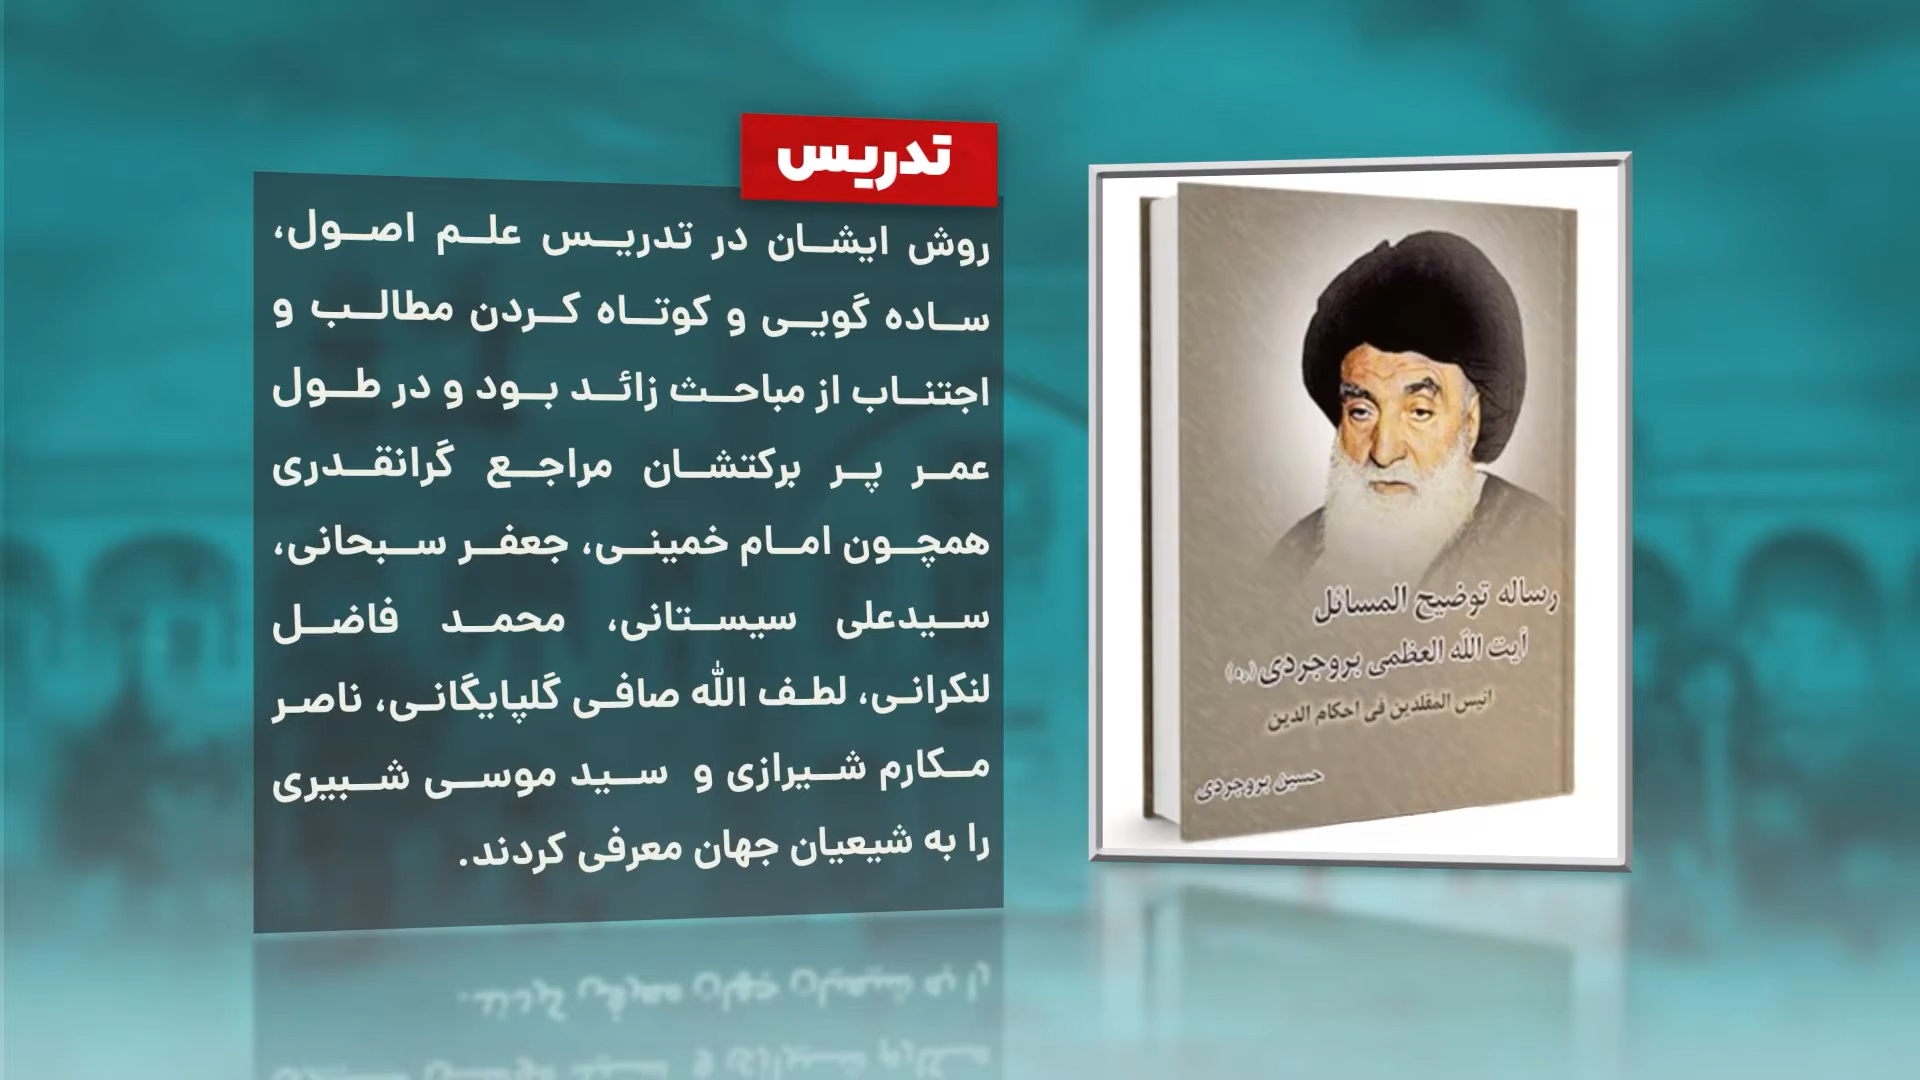 تدریس
روش ایشان در تدریس علم اصول،
ساده گویی و کوتاه کردن مطالب و
اجتناب از مباحث زائد بود و در طول
عمر پر برکتشان مراجع گرانقدری
همچون امام خمینی، جعفر سبحانی،
سیدعلی سیستانی، محمد فاضل
لنکرانی، لطف الله صافی گلپایگانی، ناصر
مکارم شیرازی و سید موسی شبیری
را به شیعیان جهان معرفی کردند.
رساله توضیح المسائل
آیت الله العظمی بروجردی (ره)
انیس المقلدین فی احکام الدین
حسین بروجردی